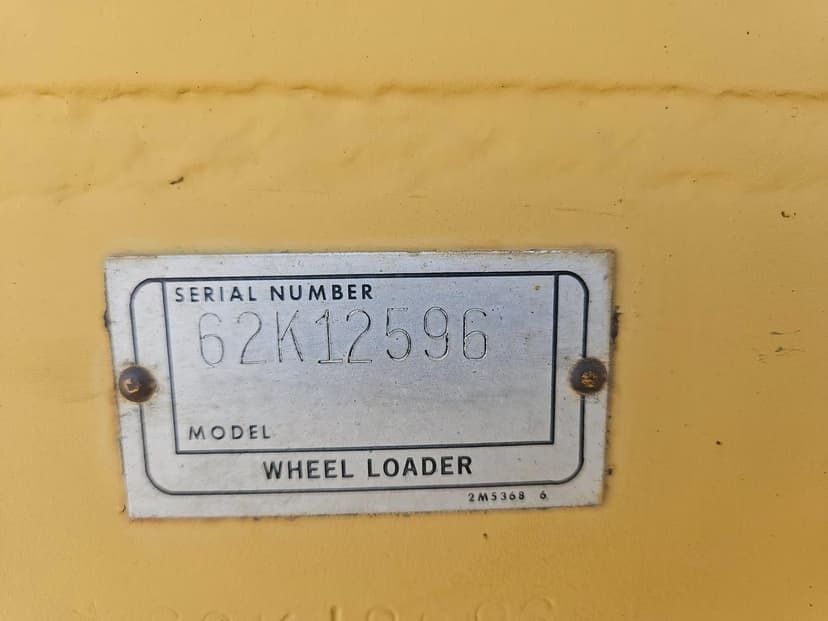 SERIAL NUMBER
62K12596
MODEL
WHEEL LOADER
2M5368 6